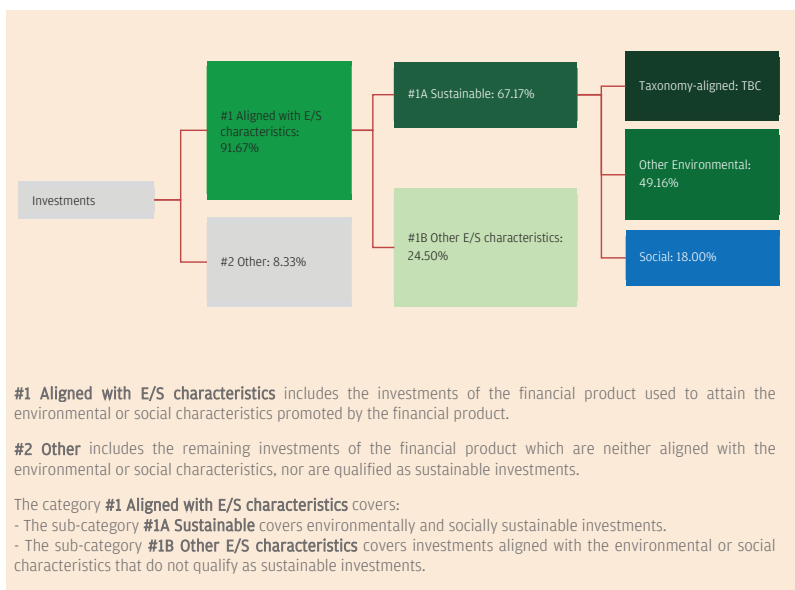 Investments
#1 Aligned with E/S
characteristics:
91.67%
#2 Other: 8.33%
#1A Sustainable: 67.17%
#1B Other E/S characteristics:
24.50%
Taxonomy-aligned: TBC
Other Environmental:
49.16%
Social: 18.00%
#1 Aligned with E/S characteristics includes the investments of the financial product used to attain the
environmental or social characteristics promoted by the financial product.
#2 Other includes the remaining investments of the financial product which are neither aligned with the
environmental or social characteristics, nor are qualified as sustainable investments.
The category #1 Aligned with E/S characteristics covers:
- The sub-category #1A Sustainable covers environmentally and socially sustainable investments.
- The sub-category #1B Other E/S characteristics covers investments aligned with the environmental or social
characteristics that do not qualify as sustainable investments.